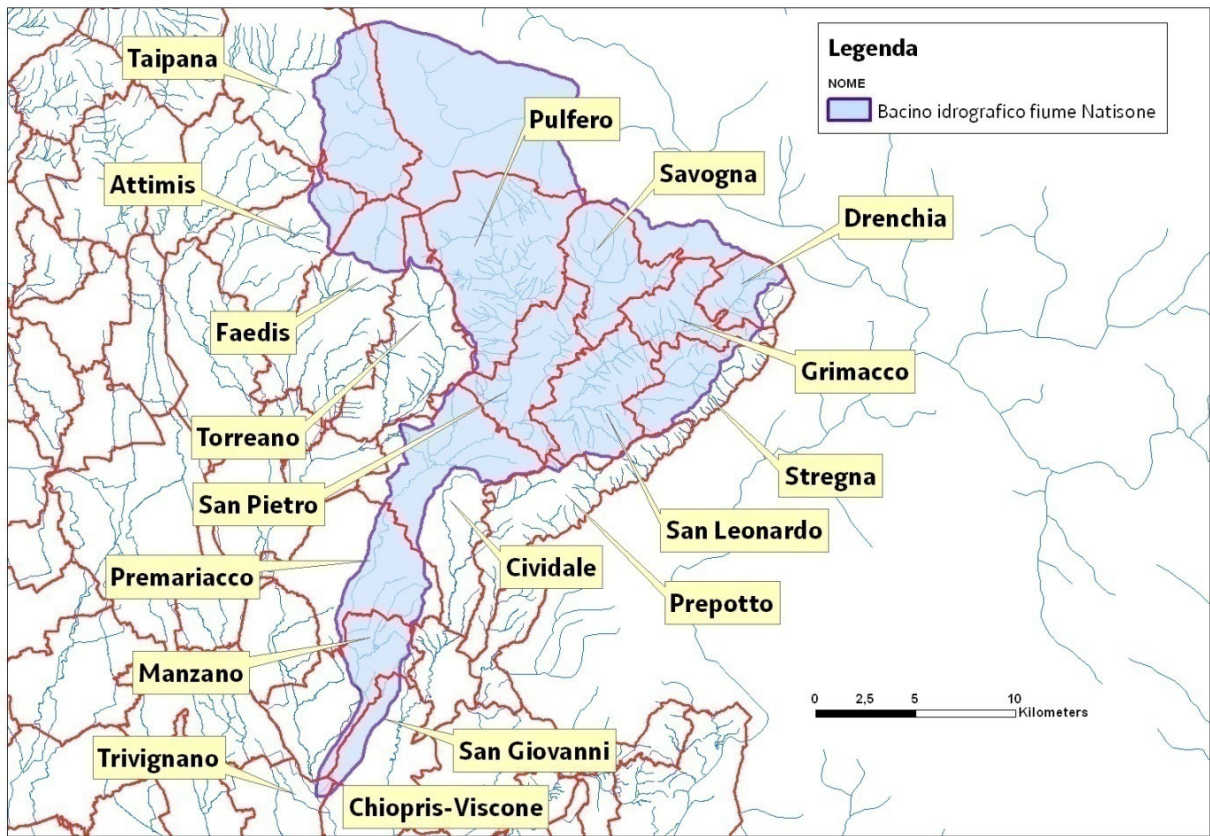 Legenda
NOME
Bacino idrografico fiume Natisone
Taipana
Pulfero
Savogna
Attimis
Drenchia
Faedis
Grimacco
Torreano
Stregna
San Pietro
San Leonardo
Cividale
Premariacco
Prepotto
Manzano
0 2,5 5 10
Kilometers
San Giovanni
Trivignano
Chiopris-Viscone